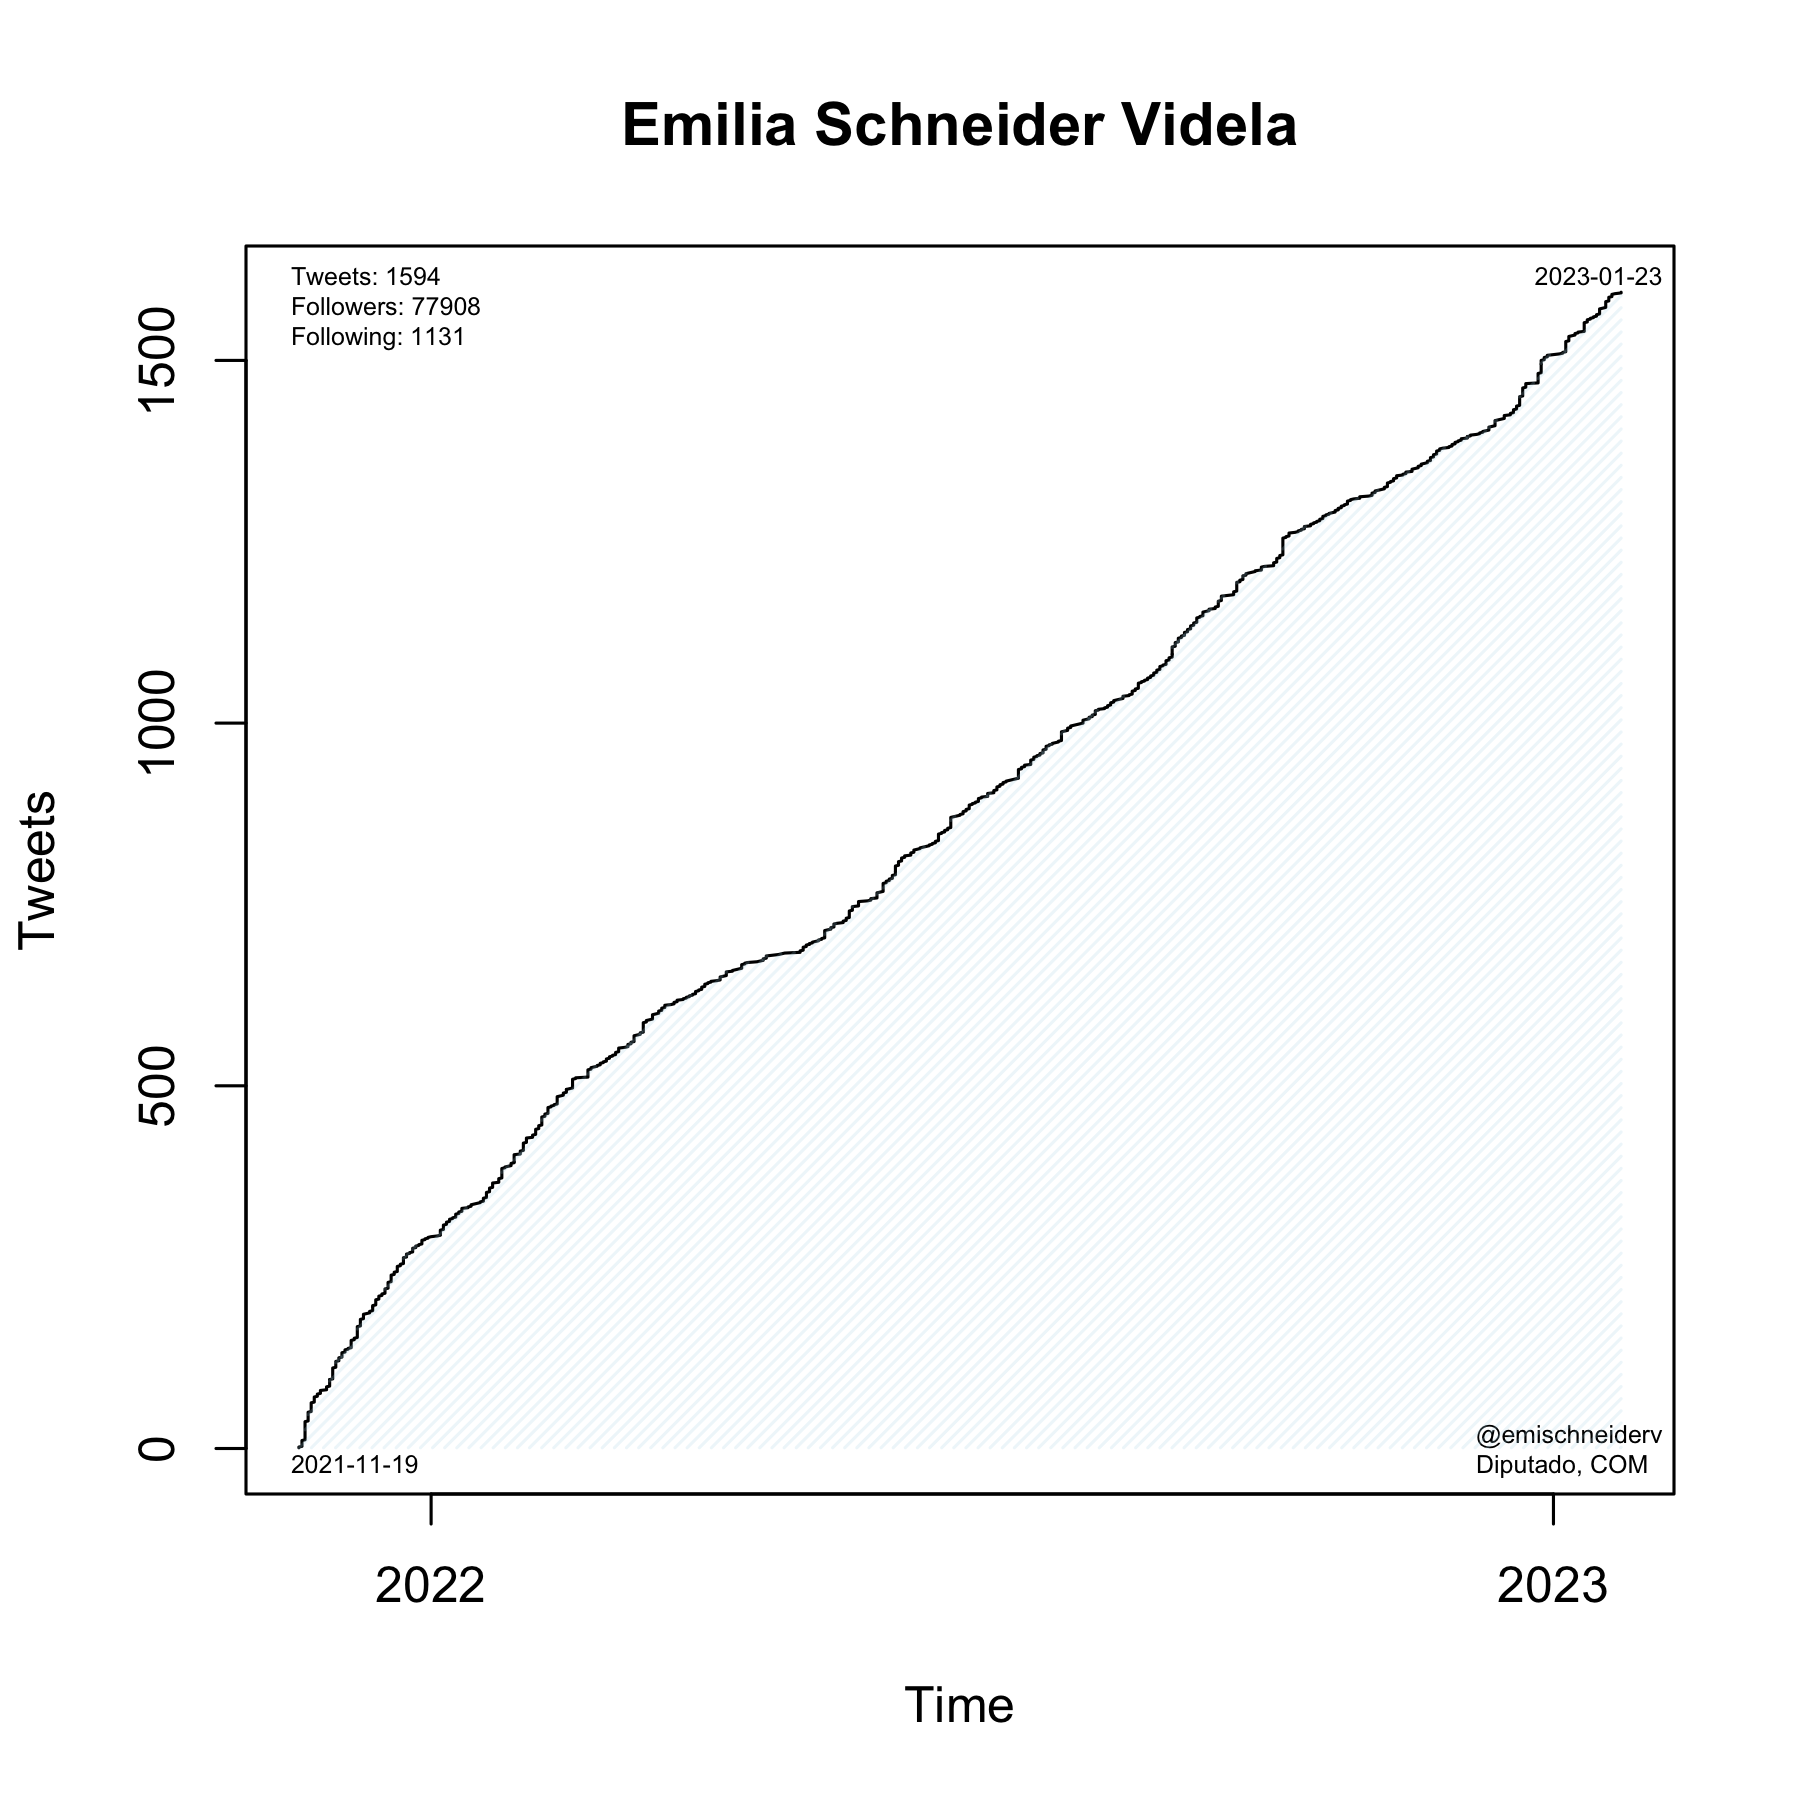 Emilia Schneider Videla
Tweets: 1594
Followers: 77908
Following: 1131
2023-01-23
1500
1000
500
0
Tweets
@emischneiderv
Diputado, COM
2021-11-19
2022
2023
Time